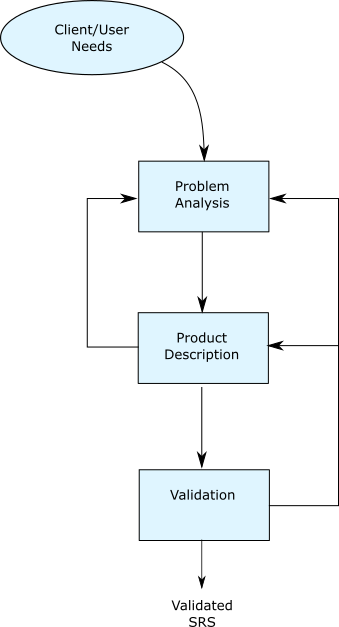 Client/User
Needs
Problem
Analysis
Product
Description
Validation
Validated
SRS